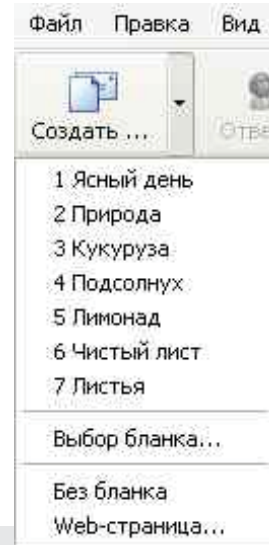 Файл Правка Вид
Создать ...
1 Ясный день
2 Природа
3 Кукуруза
4 Подсолнух
5 Лимонад
6 Чистый лист
7 Листья
Выбор бланка...
Без бланка
Web-страница...